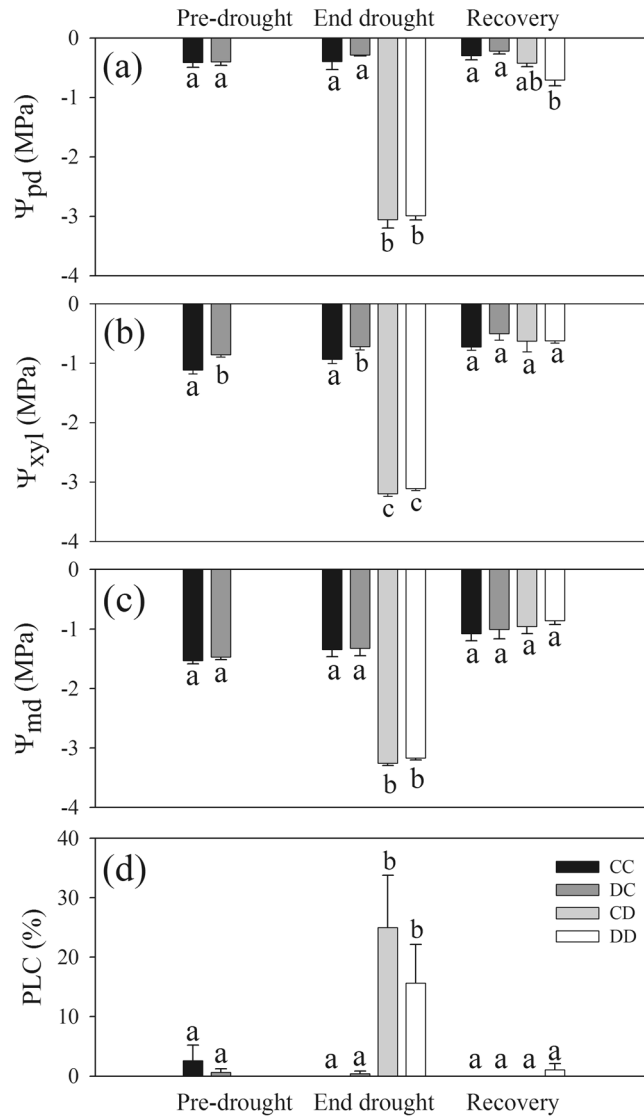 Pre-drought End drought Recovery
0
(a)
a a a a a a ab b
-1
-2
Ψpd (MPa)
-3
b b
-4
0
(b)
-1
a b a b a a a a
-2
Ψxyl (MPa)
-3
c c
-4
0
(c)
-1
a a a a a a a a
-2
Ψmd (MPa)
-3
b b
-4
40
(d)
b
CC
30
DC
b
CD
20
DD
PLC (%)
10
a a a a a a a a
0
Pre-drought End drought Recovery